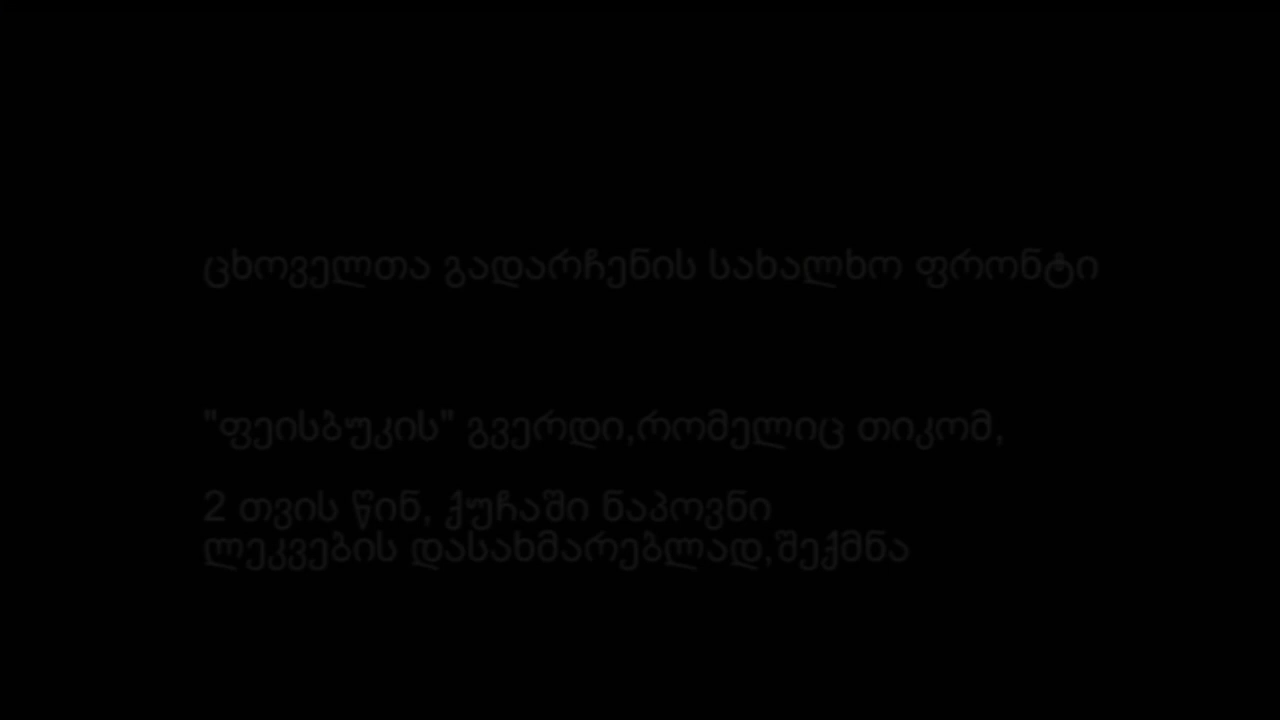 ცხოველთა გადარჩენის სახალხო ფრონტი
"ფეისბუკის" გვერდი,რომელიც თიკომ,
2 თვის წინ, ქუჩაში ნაპოვნი
ლეკვების დასახმარებლად,შექმნა